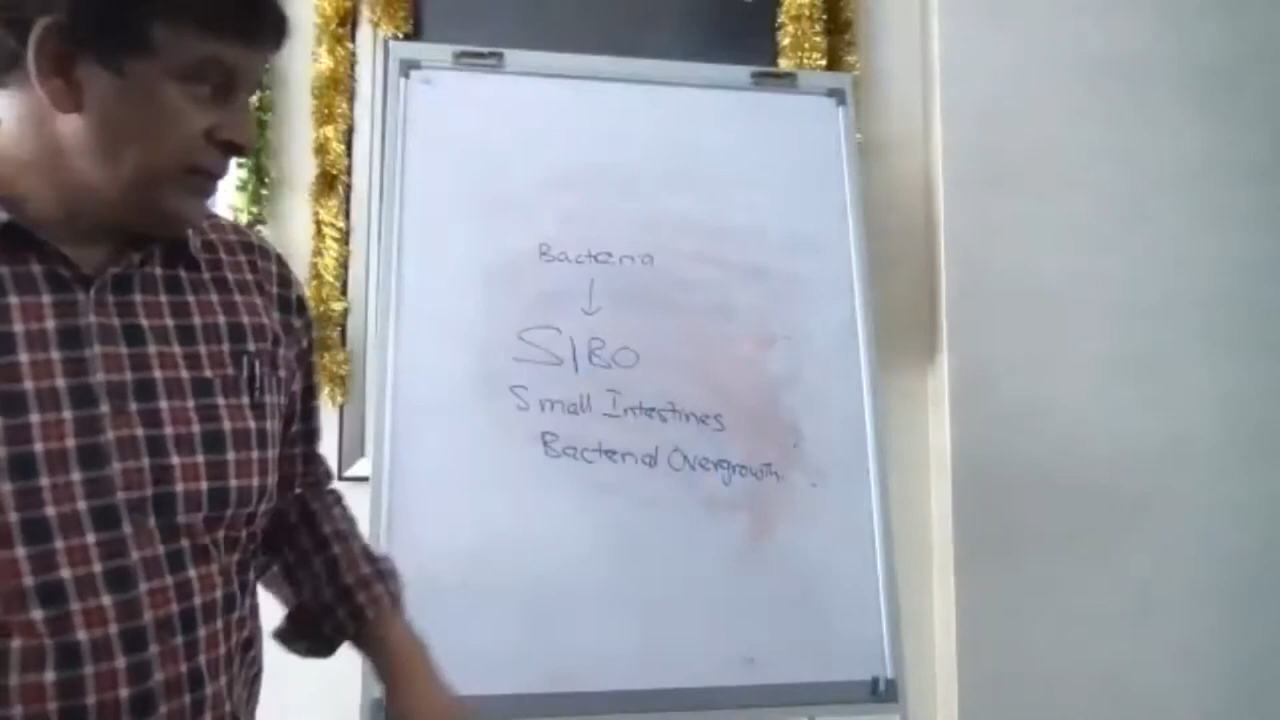 Bacteria
↓
SIBO
Small Intestines
Bacterial Overgrowth